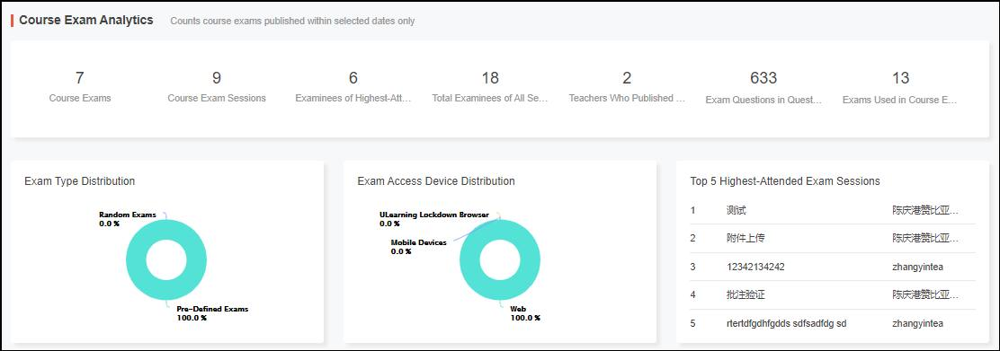 Course Exam Analytics Counts course exams published within selected dates only
7 9 6 18 2 633 13
Course Exams Course Exam Sessions Examinees of Highest-Att... Total Examinees of All Se... Teachers Who Published ... Exam Questions in Quest... Exams Used in Course E...
Exam Type Distribution
Random Exams
0.0 %
Pre-Defined Exams
100.0 %
Exam Access Device Distribution
ULearning Lockdown Browser
0.0 %
Mobile Devices
0.0 %
Web
100.0 %
Top 5 Highest-Attended Exam Sessions
1 测试 陈庆港赞比亚...
2 附件上传 陈庆港赞比亚...
3 12342134242 zhangyintea
4 批注验证 陈庆港赞比亚...
5 rtertdfgdhfgdds sdfsadfdg sd zhangyintea